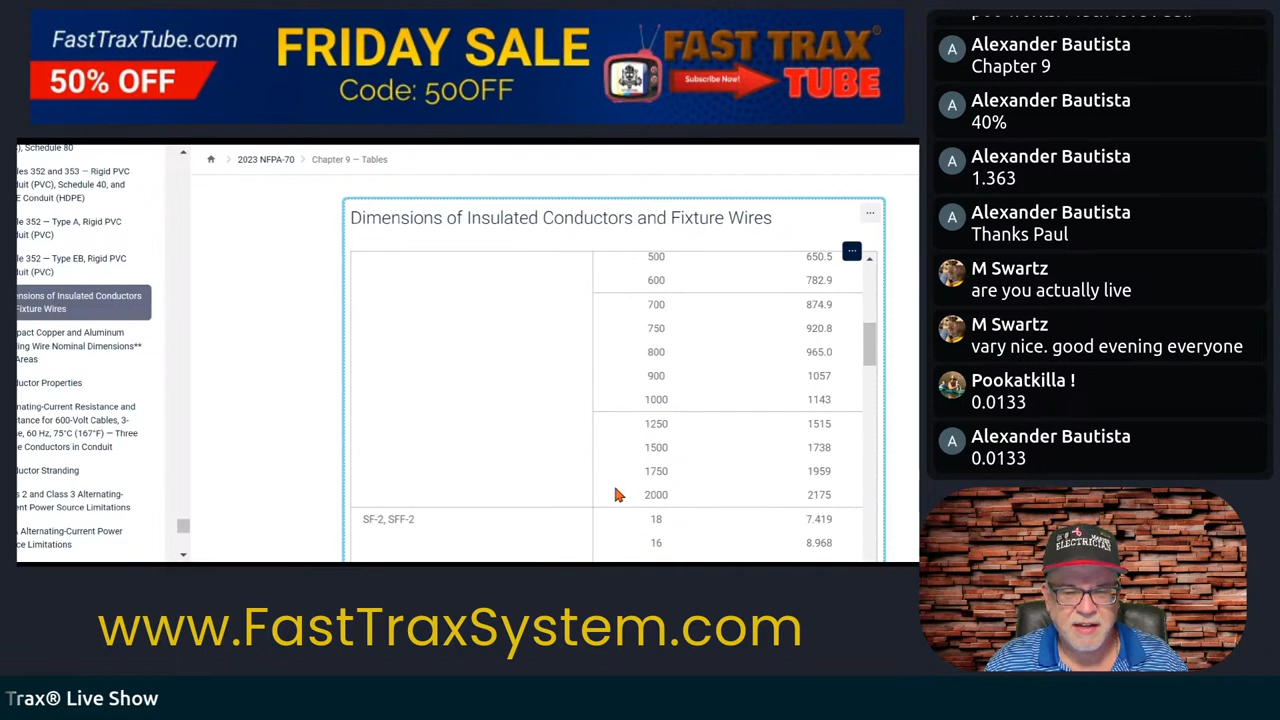 FastTraxTube.com
50% OFF
FRIDAY SALE
Code: 50OFF
FAST TRAX®
Subscribe Now!
TUBE
, Schedule 80
es 352 and 353 — Rigid PVC
uit (PVC), Schedule 40, and
E Conduit (HDPE)
le 352 — Type A, Rigid PVC
uit (PVC)
le 352 — Type EB, Rigid PVC
uit (PVC)
ensions of Insulated Conductors
Fixture Wires
pact Copper and Aluminum
ing Wire Nominal Dimensions**
Areas
ductor Properties
nating-Current Resistance and
tance for 600-Volt Cables, 3-
se, 60 Hz, 75°C (167°F) — Three
e Conductors in Conduit
uctor Stranding
s 2 and Class 3 Alternating-
ent Power Source Limitations
Alternating-Current Power
ce Limitations
2023 NFPA-70 > Chapter 9 — Tables
Dimensions of Insulated Conductors and Fixture Wires
500 650.5
600 782.9
700 874.9
750 920.8
800 965.0
900 1057
1000 1143
1250 1515
1500 1738
1750 1959
2000 2175
SF-2, SFF-2 18 7.419
16 8.968
A Alexander Bautista
Chapter 9
A Alexander Bautista
40%
A Alexander Bautista
1.363
A Alexander Bautista
Thanks Paul
M Swartz
are you actually live
M Swartz
vary nice. good evening everyone
Pookatkilla !
0.0133
A Alexander Bautista
0.0133
ELECTRICIAN
www.FastTraxSystem.com
Trax® Live Show